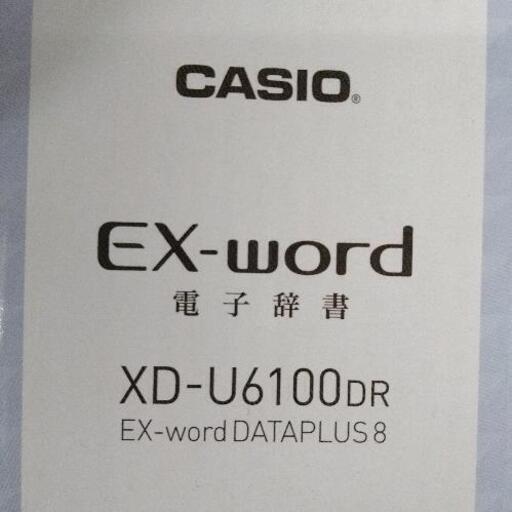 CASIO®
EX-word
電子辞書
XD-U6100DR
EX-word DATAPLUS 8